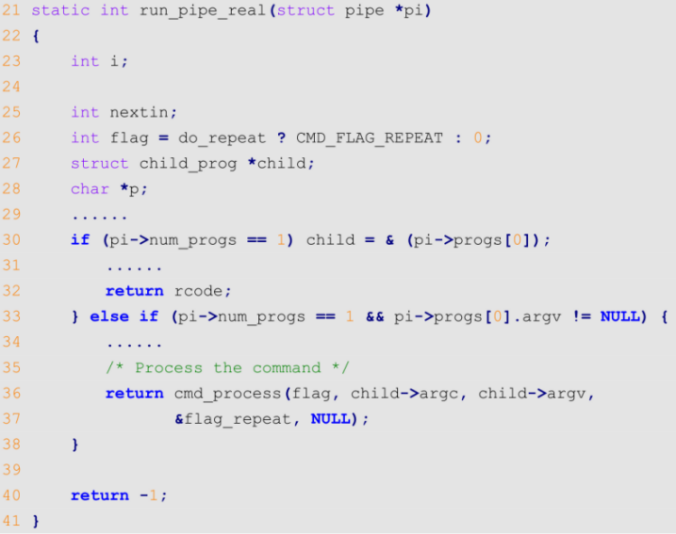 21 static int run_pipe_real(struct pipe *pi)
22 {
23     int i;
24
25     int nextin;
26     int flag = do_repeat ? CMD_FLAG_REPEAT : 0;
27     struct child_prog *child;
28     char *p;
29     ......
30     if (pi->num_progs == 1) child = & (pi->progs[0]);
31         ......
32         return rcode;
33     } else if (pi->num_progs == 1 && pi->progs[0].argv != NULL) {
34         ......
35         /* Process the command */
36         return cmd_process(flag, child->argc, child->argv,
37                 &flag_repeat, NULL);
38     }
39
40     return -1;
41 }